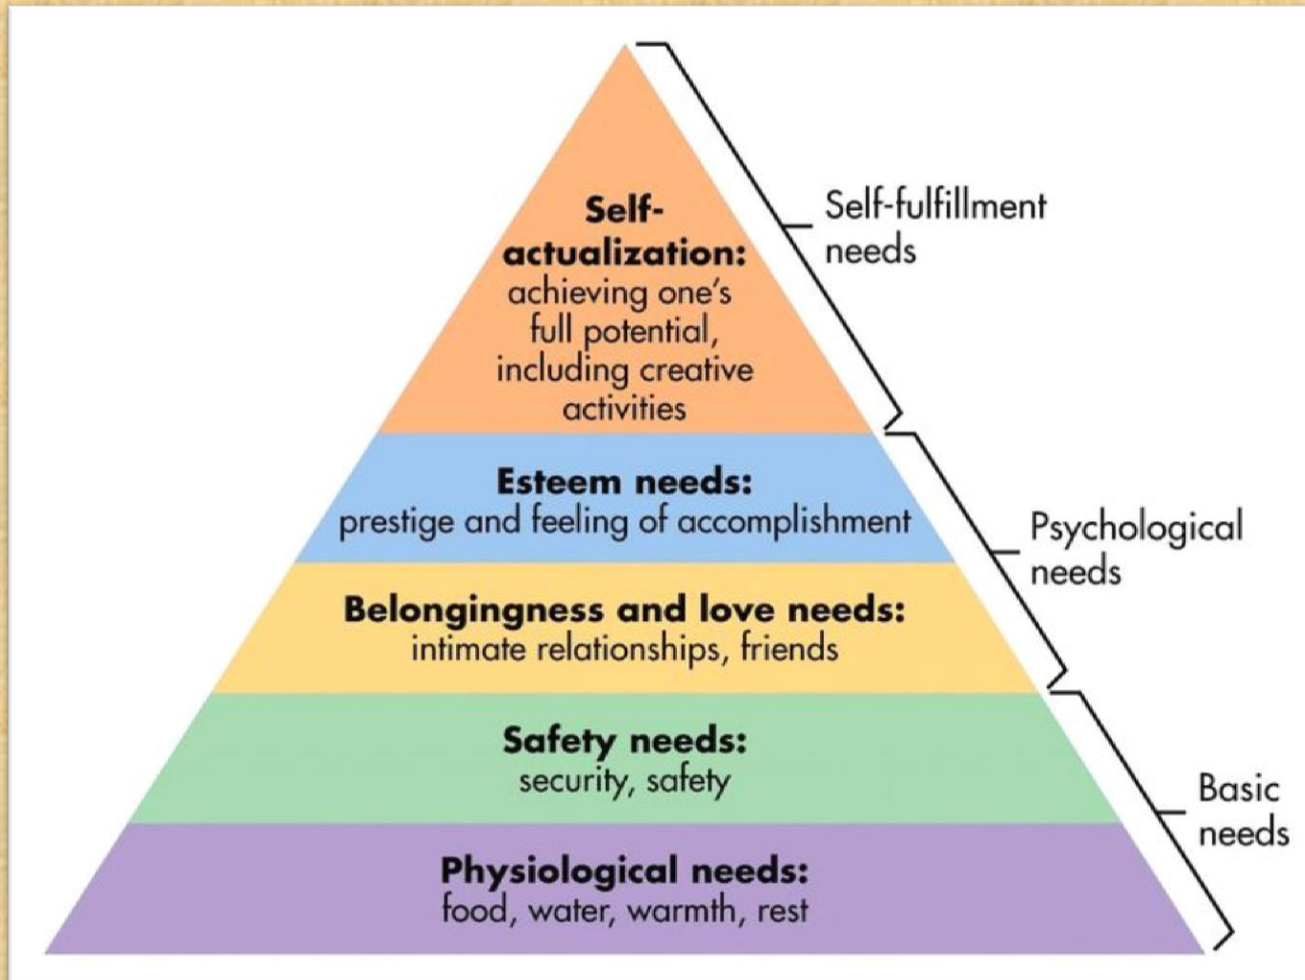 Self-
actualization:
achieving one's
full potential,
including creative
activities
Self-fulfillment
needs
Esteem needs:
prestige and feeling of accomplishment
Psychological
needs
Belongingness and love needs:
intimate relationships, friends
Safety needs:
security, safety
Basic
needs
Physiological needs:
food, water, warmth, rest